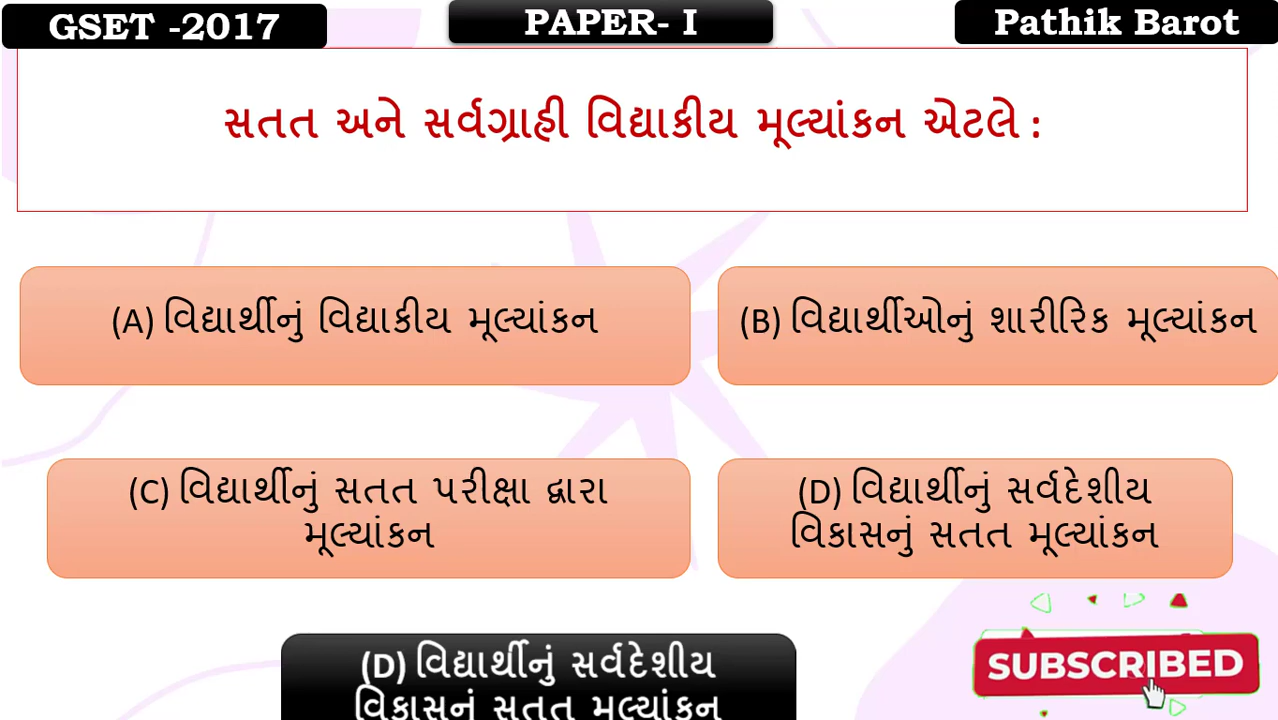 GSET -2017
PAPER- I
Pathik Barot
સતત અને સર્વગ્રાહી વિદ્યાકીય મૂલ્યાંકન એટલે :
(A) વિદ્યાર્થીનું વિદ્યાકીય મૂલ્યાંકન
(B) વિદ્યાર્થીઓનું શારીરિક મૂલ્યાંકન
(C) વિદ્યાર્થીનું સતત પરીક્ષા દ્વારા
મૂલ્યાંકન
(D) વિદ્યાર્થીનું સર્વદેશીય
વિકાસનું સતત મૂલ્યાંકન
(D) વિદ્યાર્થીનું સર્વદેશીય
વિકાસનું સતત મૂલ્યાંકન
SUBSCRIBED